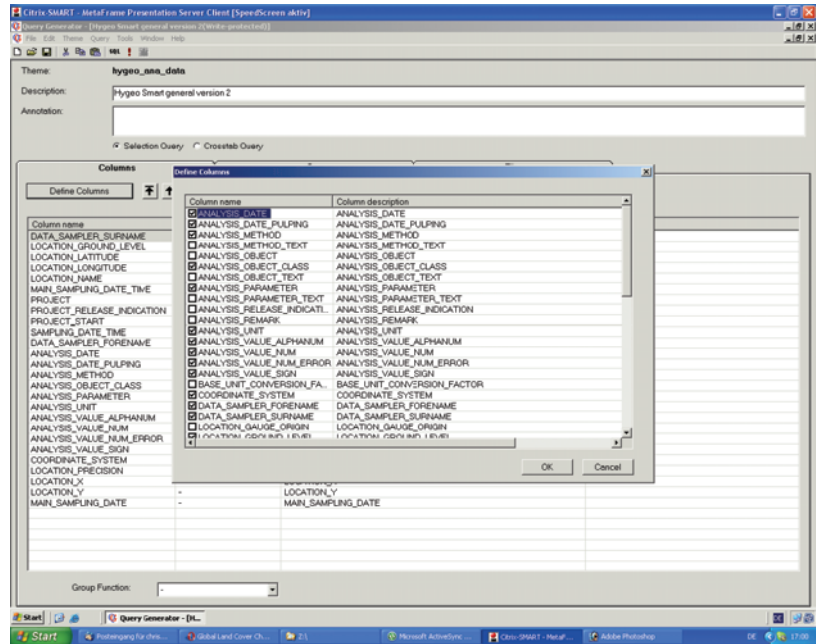 Citrix-SMART - MetaFrame Presentation Server Client [SpeedScreen aktiv]
Query Generator - [Hygeo Smart general version 2(Write-protected)]
File Edit Theme Query Tools Window Help
SQL
Theme: hygeo_ana_data
Description: Hygeo Smart general version 2
Annotation:
Selection Query Crosstab Query
Columns
Define Columns
Column name
DATA_SAMPLER_SURNAME
LOCATION_GROUND_LEVEL
LOCATION_LATITUDE
LOCATION_LONGITUDE
LOCATION_NAME
MAIN_SAMPLING_DATE_TIME
PROJECT
PROJECT_RELEASE_INDICATION
PROJECT_START
SAMPLING_DATE_TIME
DATA_SAMPLER_FORENAME
ANALYSIS_DATE
ANALYSIS_DATE_PULPING
ANALYSIS_METHOD
ANALYSIS_OBJECT_CLASS
ANALYSIS_PARAMETER
ANALYSIS_UNIT
ANALYSIS_VALUE_ALPHANUM
ANALYSIS_VALUE_NUM
ANALYSIS_VALUE_NUM_ERROR
ANALYSIS_VALUE_SIGN
COORDINATE_SYSTEM
LOCATION_PRECISION
LOCATION_X
LOCATION_Y - LOCATION_Y
MAIN_SAMPLING_DATE - MAIN_SAMPLING_DATE
Define Columns
Column name Column description
ANALYSIS_DATE ANALYSIS_DATE
ANALYSIS_DATE_PULPING ANALYSIS_DATE_PULPING
ANALYSIS_METHOD ANALYSIS_METHOD
ANALYSIS_METHOD_TEXT ANALYSIS_METHOD_TEXT
ANALYSIS_OBJECT ANALYSIS_OBJECT
ANALYSIS_OBJECT_CLASS ANALYSIS_OBJECT_CLASS
ANALYSIS_OBJECT_TEXT ANALYSIS_OBJECT_TEXT
ANALYSIS_PARAMETER ANALYSIS_PARAMETER
ANALYSIS_PARAMETER_TEXT ANALYSIS_PARAMETER_TEXT
ANALYSIS_RELEASE_INDICATI... ANALYSIS_RELEASE_INDICATION
ANALYSIS_REMARK ANALYSIS_REMARK
ANALYSIS_UNIT ANALYSIS_UNIT
ANALYSIS_VALUE_ALPHANUM ANALYSIS_VALUE_ALPHANUM
ANALYSIS_VALUE_NUM ANALYSIS_VALUE_NUM
ANALYSIS_VALUE_NUM_ERROR ANALYSIS_VALUE_NUM_ERROR
ANALYSIS_VALUE_SIGN ANALYSIS_VALUE_SIGN
BASE_UNIT_CONVERSION_FA... BASE_UNIT_CONVERSION_FACTOR
COORDINATE_SYSTEM COORDINATE_SYSTEM
DATA_SAMPLER_FORENAME DATA_SAMPLER_FORENAME
DATA_SAMPLER_SURNAME DATA_SAMPLER_SURNAME
LOCATION_GAUGE_ORIGIN LOCATION_GAUGE_ORIGIN
LOCATION_GROUND_LEVEL LOCATION_GROUND_LEVEL
OK Cancel
Group Function: -
Start Query Generator - [H...
Start Posteingang für chris... Global Land Cover Ch... Z:\ Microsoft ActiveSync ... Citrix-SMART - MetaF... Adobe Photoshop DE 17:00